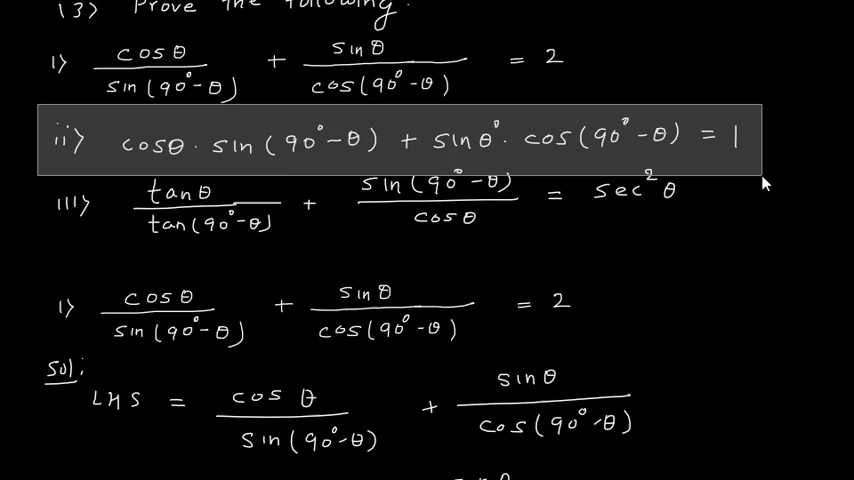 13) Prove the following:
i) cosθ / sin(90°-θ) + sinθ / cos(90°-θ) = 2
ii) cosθ · sin(90°-θ) + sinθ° · cos(90°-θ) = 1
iii) tanθ / tan(90°-θ) + sin(90°-θ) / cosθ = sec²θ
i) cosθ / sin(90°-θ) + sinθ / cos(90°-θ) = 2
Sol:
LHS = cos θ / sin(90°-θ) + sinθ / cos(90°-θ)